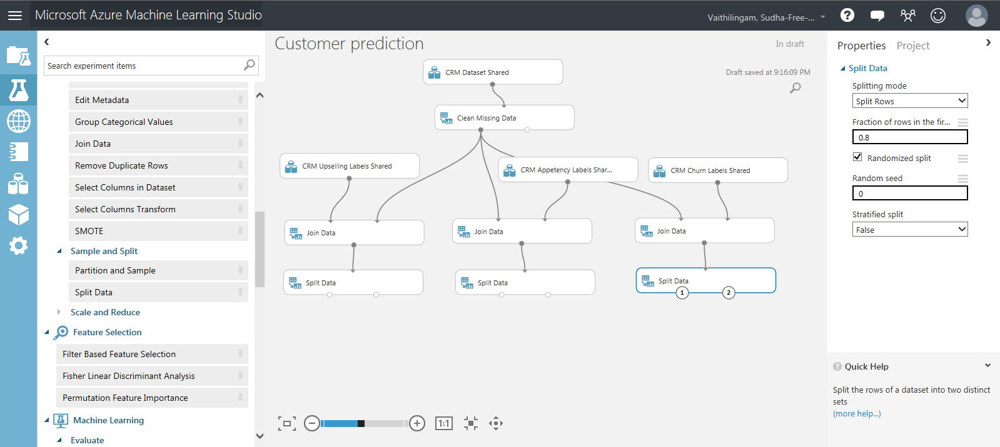 Microsoft Azure Machine Learning Studio
Vaithilingam, Sudha-Free-...
Search experiment items
Edit Metadata
Group Categorical Values
Join Data
Remove Duplicate Rows
Select Columns in Dataset
Select Columns Transform
SMOTE
Sample and Split
Partition and Sample
Split Data
Scale and Reduce
Feature Selection
Filter Based Feature Selection
Fisher Linear Discriminant Analysis
Permutation Feature Importance
Machine Learning
Evaluate
Customer prediction
In draft
Draft saved at 9:16:09 PM
CRM Dataset Shared
Clean Missing Data
CRM Upselling Labels Shared
CRM Appetency Labels Shar...
CRM Churn Labels Shared
Join Data
Join Data
Join Data
Split Data
Split Data
Split Data
1
2
1:1
Properties
Project
Split Data
Splitting mode
Split Rows
Fraction of rows in the fir...
0.8
Randomized split
Random seed
0
Stratified split
False
Quick Help
Split the rows of a dataset into two distinct
sets
(more help...)